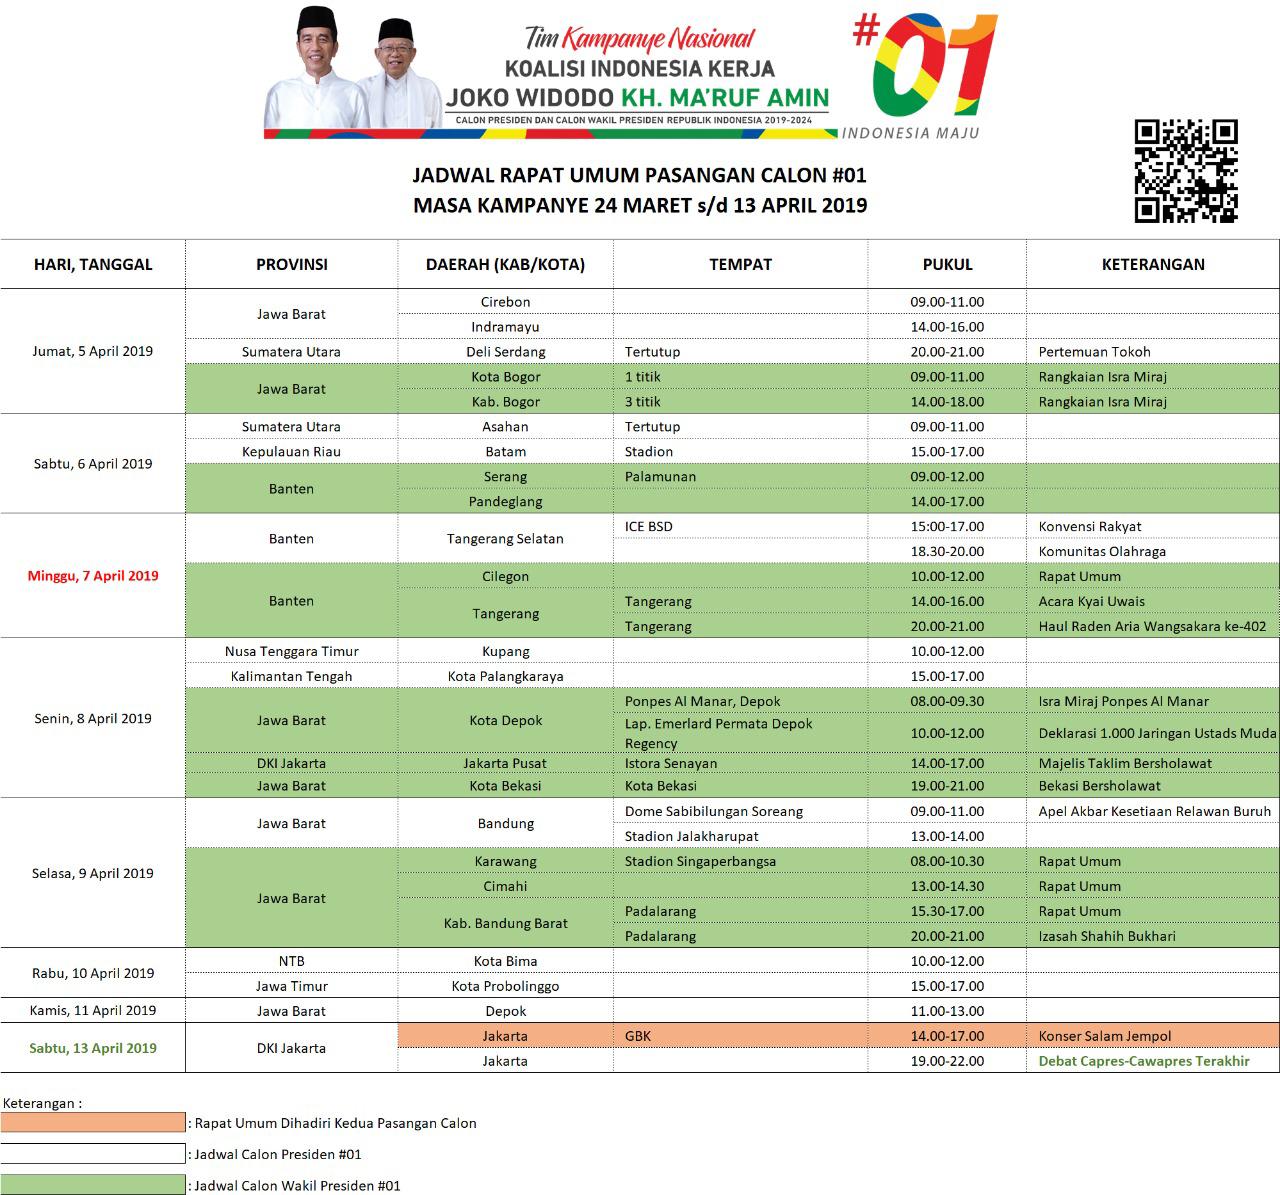 Tim Kampanye Nasional
KOALISI INDONESIA KERJA
JOKO WIDODO KH. MA'RUF AMIN
CALON PRESIDEN DAN CALON WAKIL PRESIDEN REPUBLIK INDONESIA 2019-2024
#01
INDONESIA MAJU
JADWAL RAPAT UMUM PASANGAN CALON #01
MASA KAMPANYE 24 MARET s/d 13 APRIL 2019
HARI, TANGGAL PROVINSI DAERAH (KAB/KOTA) TEMPAT PUKUL KETERANGAN
Jumat, 5 April 2019 Jawa Barat Cirebon 09.00-11.00
Indramayu 14.00-16.00
Sumatera Utara Deli Serdang Tertutup 20.00-21.00 Pertemuan Tokoh
Jawa Barat Kota Bogor 1 titik 09.00-11.00 Rangkaian Isra Miraj
Kab. Bogor 3 titik 14.00-18.00 Rangkaian Isra Miraj
Sabtu, 6 April 2019 Sumatera Utara Asahan Tertutup 09.00-11.00
Kepulauan Riau Batam Stadion 15.00-17.00
Banten Serang Palamunan 09.00-12.00
Pandeglang 14.00-17.00
Minggu, 7 April 2019 Banten Tangerang Selatan ICE BSD 15:00-17.00 Konvensi Rakyat
18.30-20.00 Komunitas Olahraga
Banten Cilegon 10.00-12.00 Rapat Umum
Tangerang Tangerang 14.00-16.00 Acara Kyai Uwais
Tangerang 20.00-21.00 Haul Raden Aria Wangsakara ke-402
Senin, 8 April 2019 Nusa Tenggara Timur Kupang 10.00-12.00
Kalimantan Tengah Kota Palangkaraya 15.00-17.00
Jawa Barat Kota Depok Ponpes Al Manar, Depok 08.00-09.30 Isra Miraj Ponpes Al Manar
Lap. Emerlard Permata Depok
Regency 10.00-12.00 Deklarasi 1.000 Jaringan Ustads Muda
DKI Jakarta Jakarta Pusat Istora Senayan 14.00-17.00 Majelis Taklim Bersholawat
Jawa Barat Kota Bekasi Kota Bekasi 19.00-21.00 Bekasi Bersholawat
Selasa, 9 April 2019 Jawa Barat Bandung Dome Sabibilungan Soreang 09.00-11.00 Apel Akbar Kesetiaan Relawan Buruh
Stadion Jalakharupat 13.00-14.00
Jawa Barat Karawang Stadion Singaperbangsa 08.00-10.30 Rapat Umum
Cimahi 13.00-14.30 Rapat Umum
Kab. Bandung Barat Padalarang 15.30-17.00 Rapat Umum
Padalarang 20.00-21.00 Izasah Shahih Bukhari
Rabu, 10 April 2019 NTB Kota Bima 10.00-12.00
Jawa Timur Kota Probolinggo 15.00-17.00
Kamis, 11 April 2019 Jawa Barat Depok 11.00-13.00
Sabtu, 13 April 2019 DKI Jakarta Jakarta GBK 14.00-17.00 Konser Salam Jempol
Jakarta 19.00-22.00 Debat Capres-Cawapres Terakhir
Keterangan :
: Rapat Umum Dihadiri Kedua Pasangan Calon
: Jadwal Calon Presiden #01
: Jadwal Calon Wakil Presiden #01